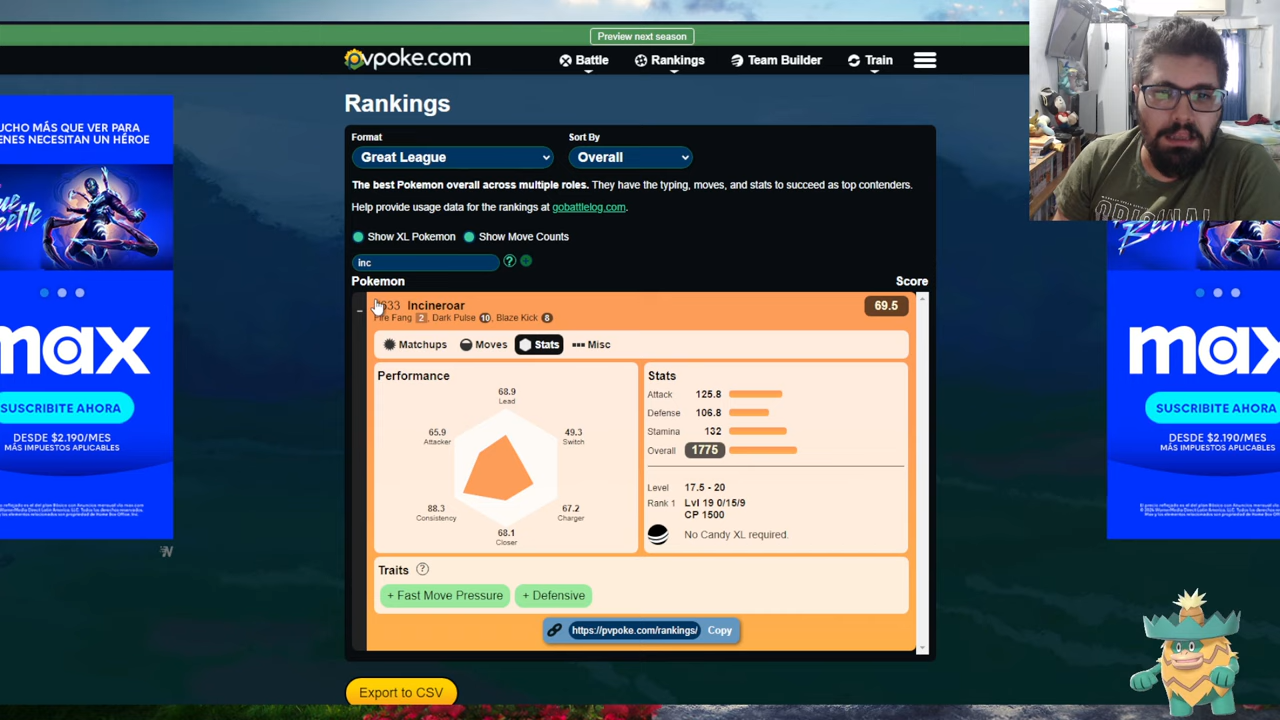 Preview next season
pvpoke.com
Battle
Rankings
Team Builder
Train
Rankings
UCHO MÁS QUE VER PARA
ENES NECESITAN UN HÉROE
Format
Sort By
Great League
Overall
The best Pokemon overall across multiple roles. They have the typing, moves, and stats to succeed as top contenders.
Help provide usage data for the rankings at gobattlelog.com.
Show XL Pokemon
Show Move Counts
inc
?
Pokemon
Score
Incineroar
69.5
Fire Fang 2, Dark Pulse 10, Blaze Kick 8
Matchups
Moves
Stats
Misc
Performance
68.9
Lead
49.3
Switch
67.2
Charger
68.1
Closer
88.3
Consistency
65.9
Attacker
Stats
Attack 125.8
Defense 106.8
Stamina 132
Overall 1775
Level 17.5 - 20
Rank 1 Lvl 19 0/15/9
CP 1500
No Candy XL required.
Traits ?
+ Fast Move Pressure
+ Defensive
https://pvpoke.com/rankings/
Copy
Export to CSV
max
SUSCRIBITE AHORA
DESDE $2.190/MES
MÁS IMPUESTOS APLICABLES
max
SUSCRIBITE AHORA
DESDE $2.190/MES
MÁS IMPUESTOS APLICABLES
ORIGINAL